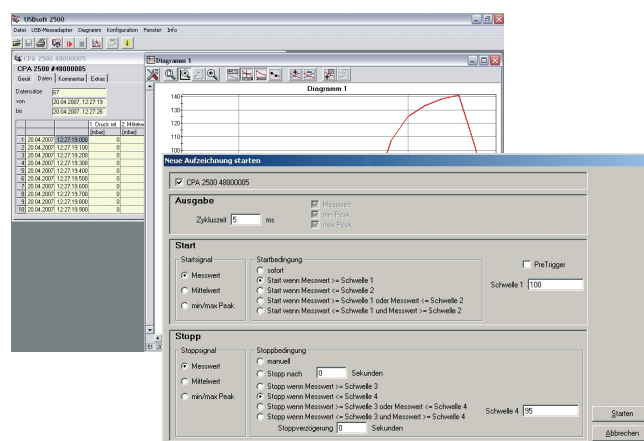 USBsoft 2500
Datei USB-Messadapter Diagramm Konfiguration Fenster Info
CPA 2500 48000005
CPA 2500 #48000005
Gerät Daten Kommentar Extras
Datensätze 67
von 20.04.2007, 12:27:19
bis 20.04.2007, 12:27:26
1: Druck rel. 2: Mittelw
[mbar] [mbar]
1 20.04.2007 12:27:19.000 0
2 20.04.2007 12:27:19.100 0
3 20.04.2007 12:27:19.200 0
4 20.04.2007 12:27:19.300 0
5 20.04.2007 12:27:19.400 0
6 20.04.2007 12:27:19.500 0
7 20.04.2007 12:27:19.600 0
8 20.04.2007 12:27:19.700 0
9 20.04.2007 12:27:19.800 0
10 20.04.2007 12:27:19.900 0
Diagramm 1
Diagramm 1
140
130
120
110
100
Neue Aufzeichnung starten
CPA 2500 48000005
Ausgabe
Zykluszeit 5 ms
Messwert
min Peak
max Peak
Start
Startsignal
Messwert
Mittelwert
min/max Peak
Startbedingung
sofort
Start wenn Messwert >= Schwelle 1
Start wenn Messwert <= Schwelle 2
Start wenn Messwert >= Schwelle 1 oder Messwert <= Schwelle 2
Start wenn Messwert <= Schwelle 1 und Messwert >= Schwelle 2
PreTrigger
Schwelle 1 100
Stopp
Stoppsignal
Messwert
Mittelwert
min/max Peak
Stoppbedingung
manuell
Stopp nach 0 Sekunden
Stopp wenn Messwert >= Schwelle 3
Stopp wenn Messwert <= Schwelle 4
Stopp wenn Messwert >= Schwelle 3 oder Messwert <= Schwelle 4
Stopp wenn Messwert <= Schwelle 3 und Messwert >= Schwelle 4
Stoppverzögerung 0 Sekunden
Schwelle 4 95
Starten
Abbrechen